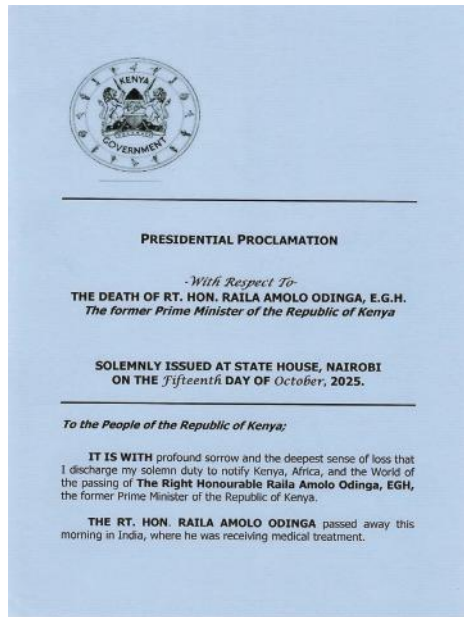 KENYA
GOVERNMENT
PRESIDENTIAL PROCLAMATION
-With Respect To-
THE DEATH OF RT. HON. RAILA AMOLO ODINGA, E.G.H.
The former Prime Minister of the Republic of Kenya
SOLEMNLY ISSUED AT STATE HOUSE, NAIROBI
ON THE Fifteenth DAY OF October, 2025.
To the People of the Republic of Kenya;
IT IS WITH profound sorrow and the deepest sense of loss that
I discharge my solemn duty to notify Kenya, Africa, and the World of
the passing of The Right Honourable Raila Amolo Odinga, EGH,
the former Prime Minister of the Republic of Kenya.
THE RT. HON. RAILA AMOLO ODINGA passed away this
morning in India, where he was receiving medical treatment.